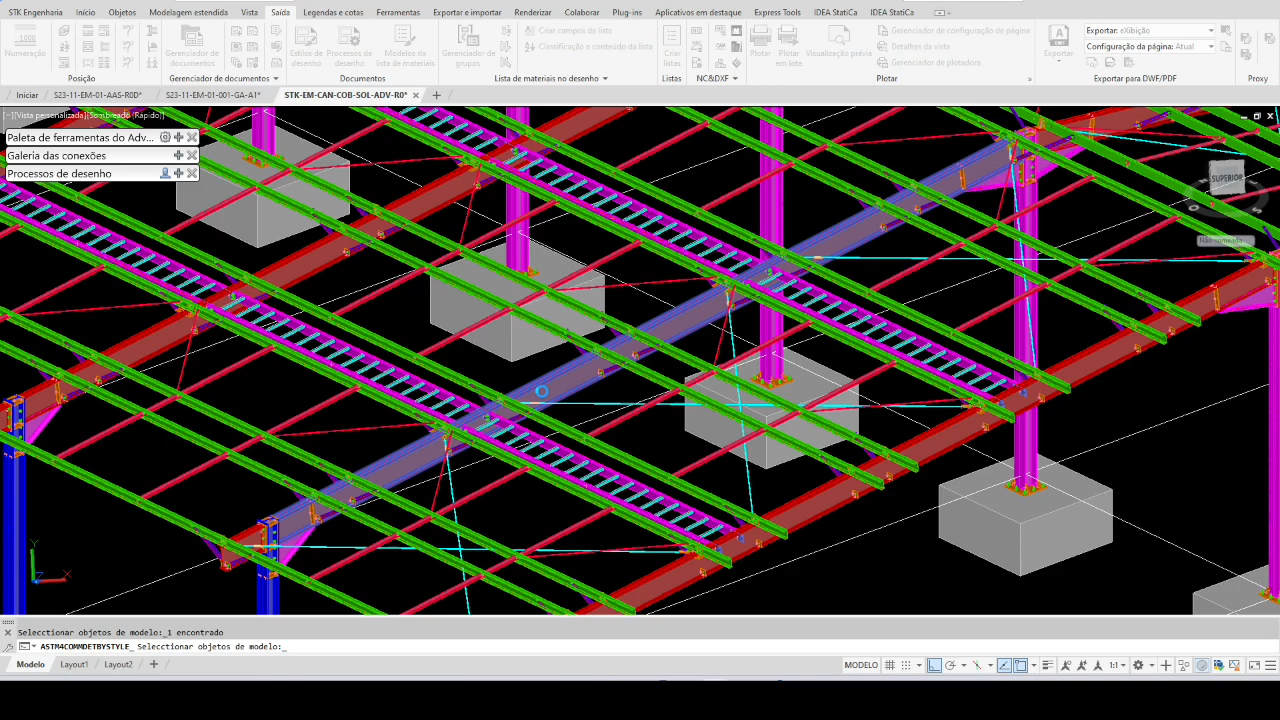 STK Engenharia Início Objetos Modelagem estendida Vista Saída Legendas e cotas Ferramentas Exportar e importar Renderizar Colaborar Plug-ins Aplicativos em destaque Express Tools IDEA StatiCa IDEA StatiCa
Numeração
Gerenciador de documentos
Estilos de desenho
Processos de desenho
Modelos de lista de materiais
Gerenciador de grupos
Criar campos da lista
Classificação e conteúdo da lista
Criar listas
Plotar
Plotar em lote
Visualização prévia
Gerenciador de configuração de página
Detalhes da vista
Gerenciador de plotadora
Exportar
Exportar: eXibição
Configuração da página: Atual
Posição Gerenciador de documentos Documentos Lista de materiais no desenho Listas NC&DXF Plotar Exportar para DWF/PDF Proxy
Iniciar S23-11-EM-01-AAS-R0D* S23-11-EM-01-001-GA-A1* STK-EM-CAN-COB-SOL-ADV-R0*
[−][Vista personalizada][Sombreado (Rápido)]
Paleta de ferramentas do Adv...
Galeria das conexões
Processos de desenho
SUPERIOR
Não nomeada
Y
X
Z
Selecctionar objetos de modelo:_1 encontrado
ASTM4COMMDETBYSTYLE_ Selecctionar objetos de modelo:_
Modelo Layout1 Layout2
MODELO 1:1